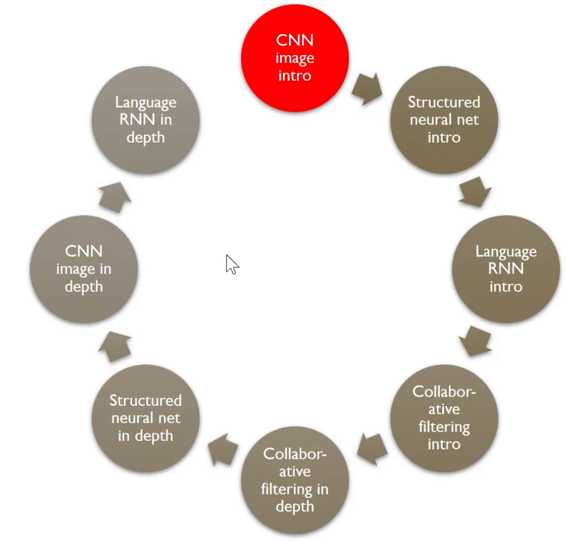 CNN
image
intro
Structured
neural net
intro
Language
RNN
intro
Collabor-
ative
filtering
intro
Collabor-
ative
filtering in
depth
Structured
neural net
in depth
CNN
image in
depth
Language
RNN in
depth